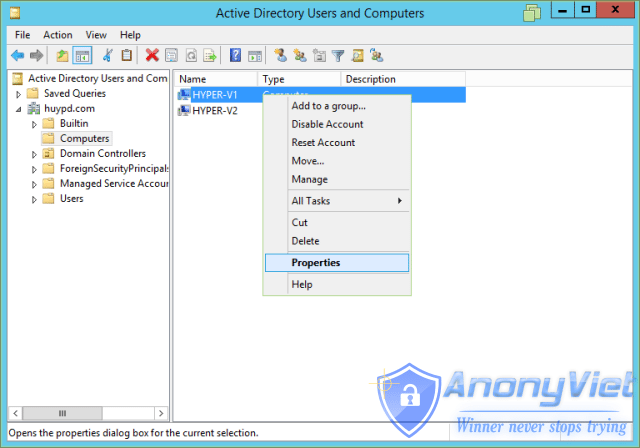 Active Directory Users and Computers
File Action View Help
Active Directory Users and Com
Saved Queries
huypd.com
Builtin
Computers
Domain Controllers
ForeignSecurityPrincipals
Managed Service Accour
Users
Name Type Description
HYPER-V1 Computer
HYPER-V2
Add to a group...
Disable Account
Reset Account
Move...
Manage
All Tasks
Cut
Delete
Properties
Help
AnonyViet
Winner never stops trying
Opens the properties dialog box for the current selection.